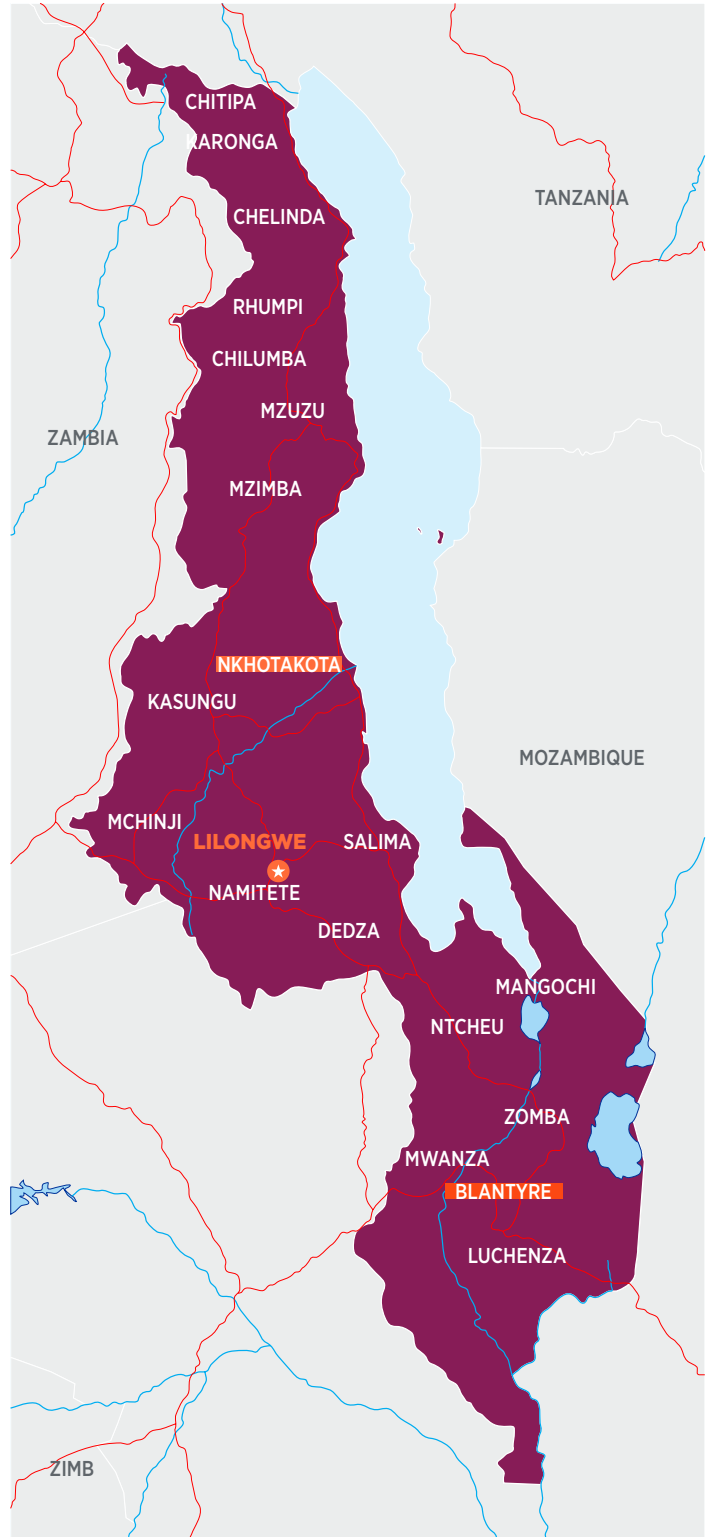 CHITIPA
KARONGA
TANZANIA
CHELINDA
RHUMPI
CHILUMBA
MZUZU
ZAMBIA
MZIMBA
NKHOTAKOTA
KASUNGU
MOZAMBIQUE
MCHINJI
LILONGWE
SALIMA
NAMITETE
DEDZA
MANGOCHI
NTCHEU
ZOMBA
MWANZA
BLANTYRE
LUCHENZA
ZIMB